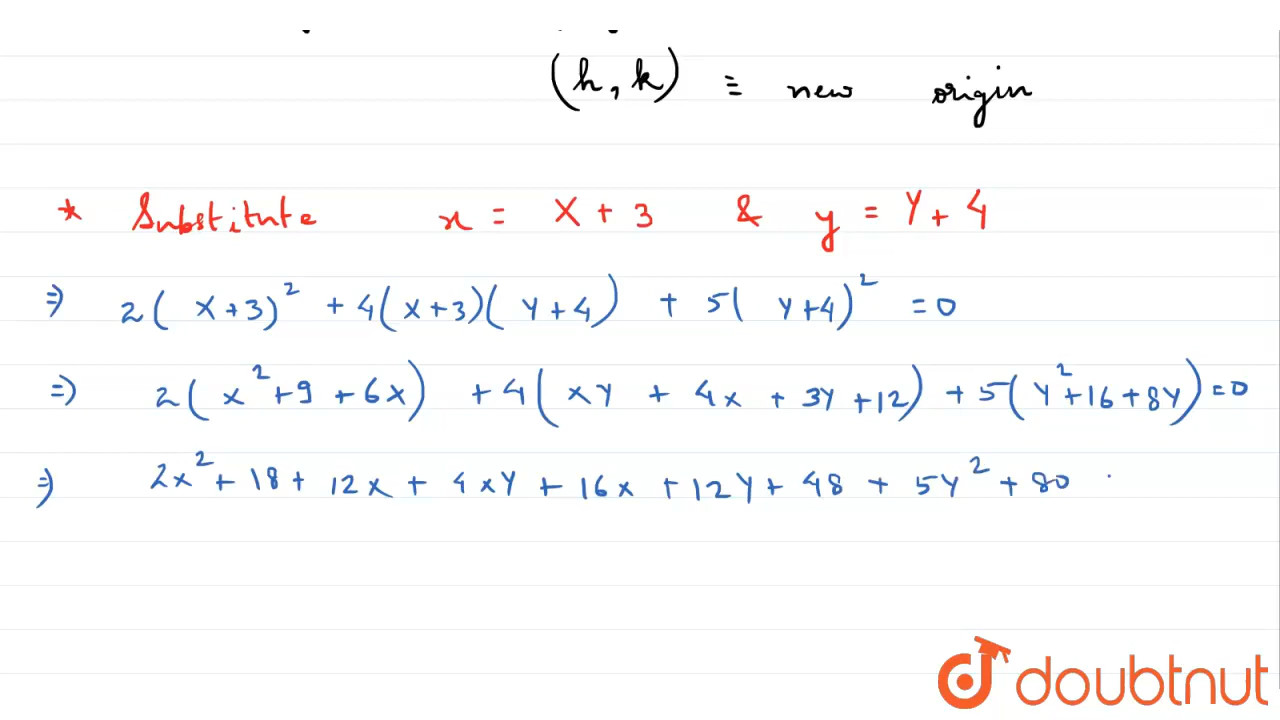 (h, k) ≡ new origin
* Substitute x = X + 3 & y = Y + 4
⇒ 2(X+3)² + 4(X+3)(Y+4) + 5(Y+4)² = 0
⇒ 2(x²+9+6x) + 4(xY + 4x + 3Y + 12) + 5(Y²+16+8Y) = 0
⇒ 2x² + 18 + 12x + 4xY + 16x + 12Y + 48 + 5Y² + 80
doubtnut